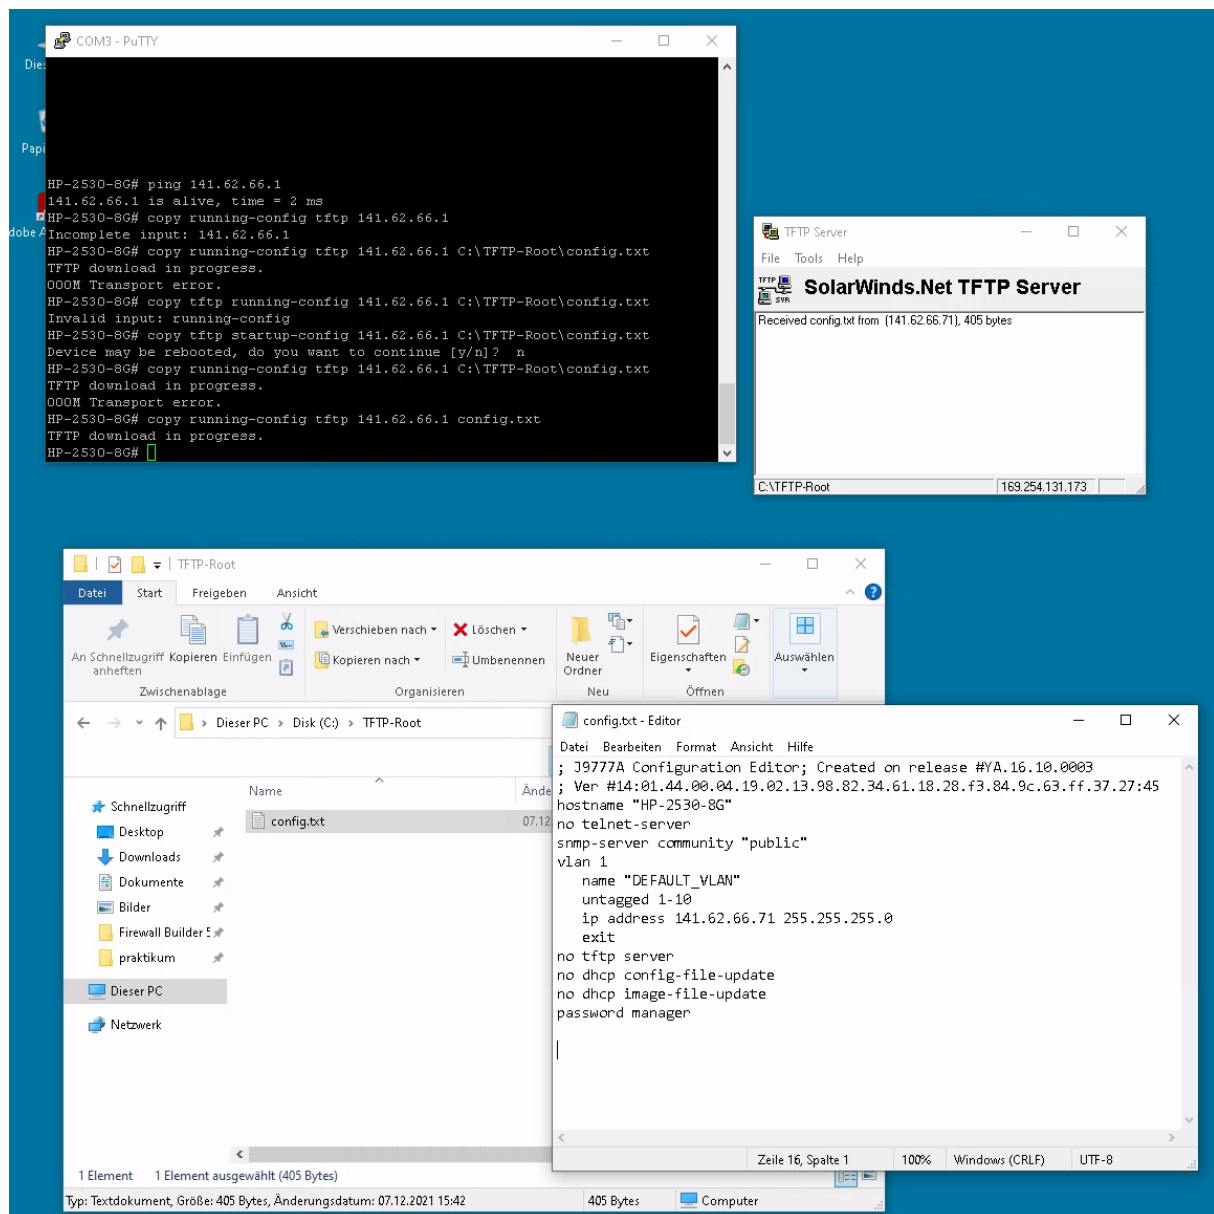 COM3 - PuTTY
Papi
HP-2530-8G# ping 141.62.66.1
141.62.66.1 is alive, time = 2 ms
HP-2530-8G# copy running-config tftp 141.62.66.1
Incomplete input: 141.62.66.1
HP-2530-8G# copy running-config tftp 141.62.66.1 C:\TFTP-Root\config.txt
TFTP download in progress.
000M Transport error.
HP-2530-8G# copy tftp running-config 141.62.66.1 C:\TFTP-Root\config.txt
Invalid input: running-config
HP-2530-8G# copy tftp startup-config 141.62.66.1 C:\TFTP-Root\config.txt
Device may be rebooted, do you want to continue [y/n]? n
HP-2530-8G# copy running-config tftp 141.62.66.1 C:\TFTP-Root\config.txt
TFTP download in progress.
000M Transport error.
HP-2530-8G# copy running-config tftp 141.62.66.1 config.txt
TFTP download in progress.
HP-2530-8G#
TFTP Server
File Tools Help
TFTP SVR
SolarWinds.Net TFTP Server
Received config.txt from (141.62.66.71), 405 bytes
C:\TFTP-Root 169.254.131.173
TFTP-Root
Datei Start Freigeben Ansicht
An Schnellzugriff anheften
Kopieren
Einfügen
Verschieben nach
Kopieren nach
Löschen
Umbenennen
Neuer Ordner
Eigenschaften
Auswählen
Zwischenablage Organisieren Neu Öffnen
Dieser PC > Disk (C:) > TFTP-Root
Name Ände
config.txt 07.12
Schnellzugriff
Desktop
Downloads
Dokumente
Bilder
Firewall Builder 5
praktikum
Dieser PC
Netzwerk
1 Element 1 Element ausgewählt (405 Bytes)
Typ: Textdokument, Größe: 405 Bytes, Änderungsdatum: 07.12.2021 15:42 405 Bytes Computer
config.txt - Editor
Datei Bearbeiten Format Ansicht Hilfe
; J9777A Configuration Editor; Created on release #YA.16.10.0003
; Ver #14:01.44.00.04.19.02.13.98.82.34.61.18.28.f3.84.9c.63.ff.37.27:45
hostname "HP-2530-8G"
no telnet-server
snmp-server community "public"
vlan 1
name "DEFAULT_VLAN"
untagged 1-10
ip address 141.62.66.71 255.255.255.0
exit
no tftp server
no dhcp config-file-update
no dhcp image-file-update
password manager
Zeile 16, Spalte 1 100% Windows (CRLF) UTF-8